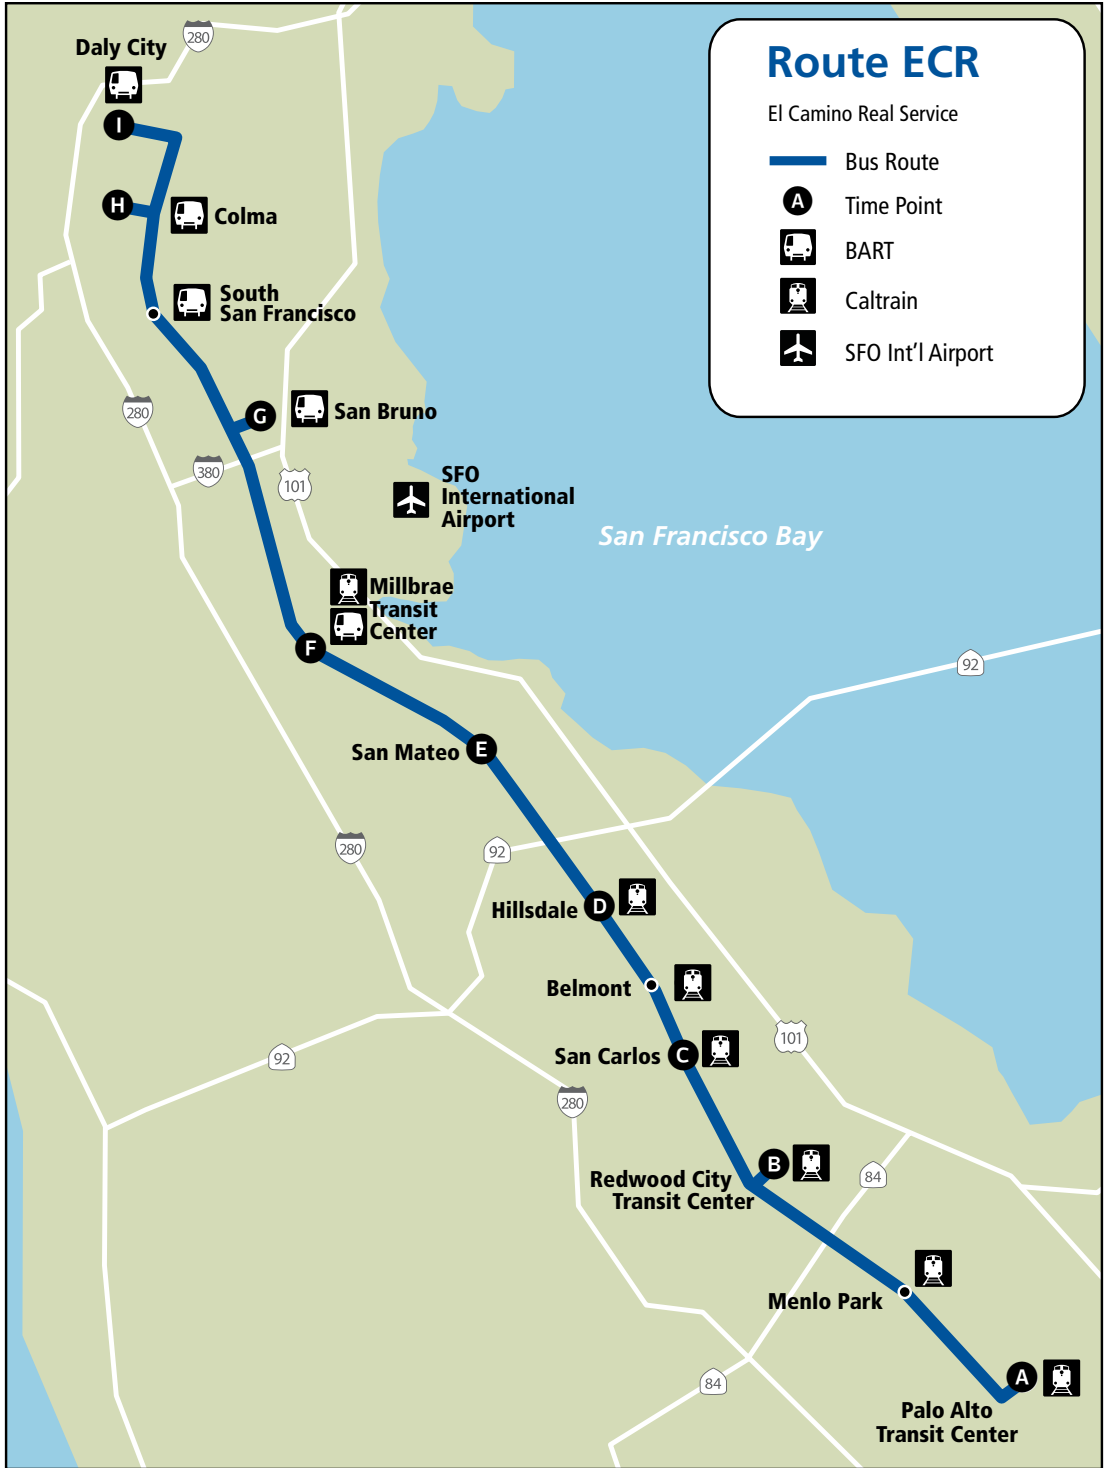 Route ECR
El Camino Real Service
Bus Route
A
Time Point
BART
Caltrain
SFO Int'l Airport
280
Daly City
I
H
Colma
South
San Francisco
280
G
San Bruno
380
101
SFO
International
Airport
San Francisco Bay
Millbrae
Transit
Center
F
92
San Mateo
E
280
92
Hillsdale
D
Belmont
101
San Carlos
C
92
280
B
Redwood City
Transit Center
84
Menlo Park
A
84
Palo Alto
Transit Center